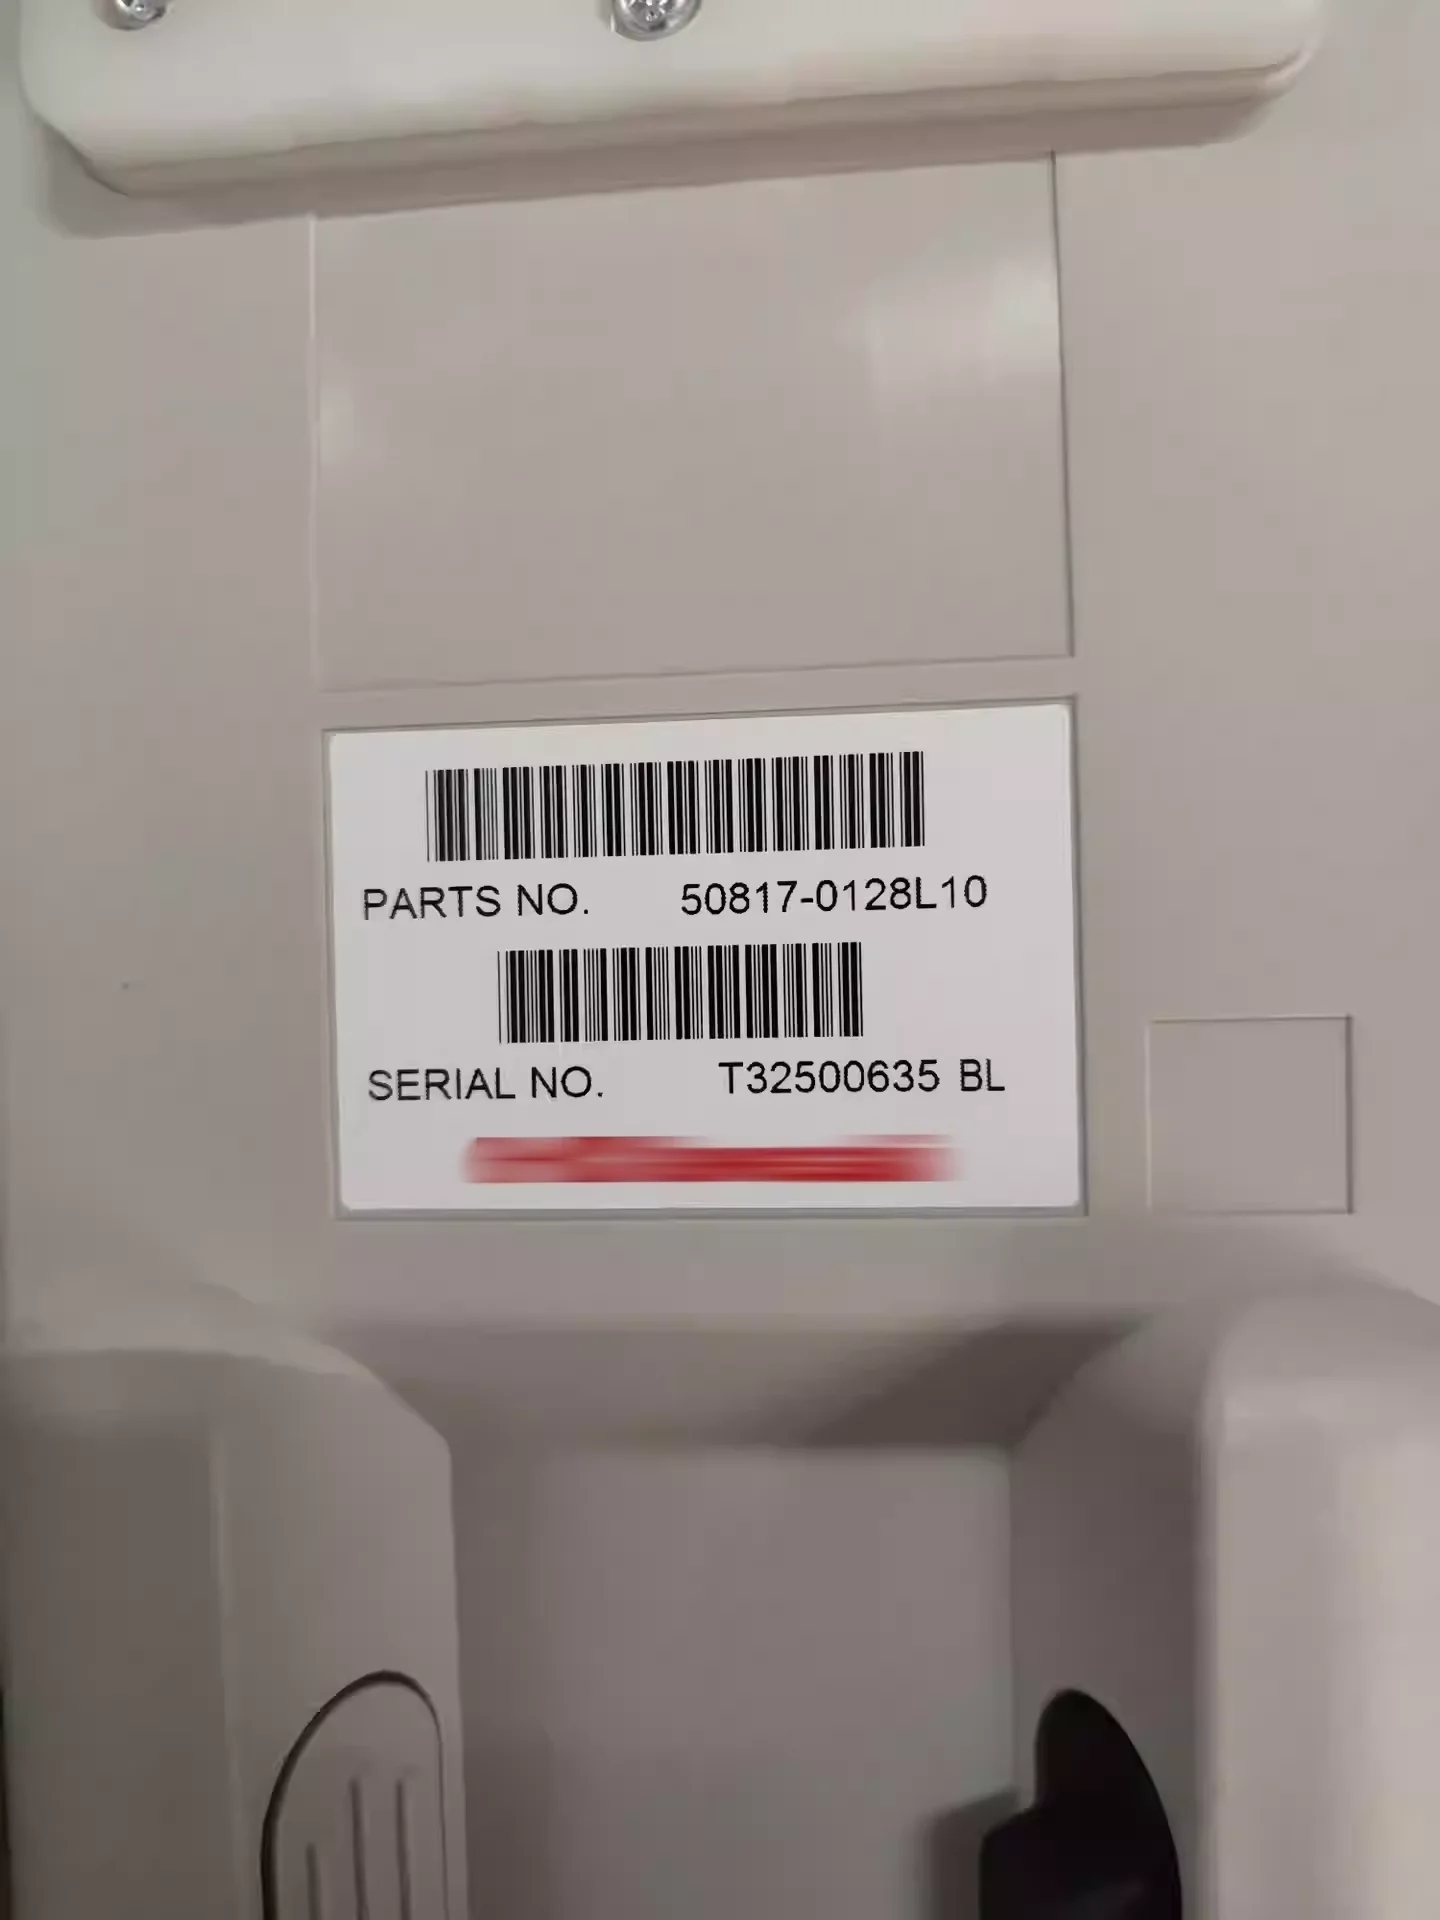 PARTS NO. 50817-0128L10
SERIAL NO. T32500635 BL